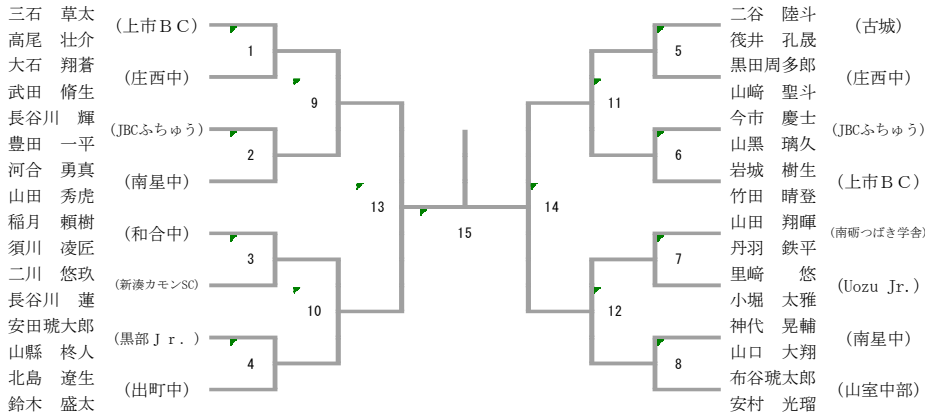 三石　草太
高尾　壮介
(上市ＢＣ)
大石　翔蒼
武田　脩生
(庄西中)
長谷川　輝
豊田　一平
(JBCふちゅう)
河合　勇真
山田　秀虎
(南星中)
稲月　頼樹
須川　凌匠
(和合中)
二川　悠玖
長谷川　蓮
(新湊カモンSC)
安田琥大郎
山縣　柊人
(黒部Ｊｒ．)
北島　遼生
鈴木　盛太
(出町中)
1
2
3
4
9
10
13
15
14
11
12
5
6
7
8
二谷　陸斗
筏井　孔晟
(古城)
黒田周多郎
山﨑　聖斗
(庄西中)
今市　慶士
山黑　璃久
(JBCふちゅう)
岩城　樹生
竹田　晴登
(上市ＢＣ)
山田　翔暉
丹羽　鉄平
(南砺つばき学舎)
里﨑　　悠
小堀　太雅
(Uozu Jr.)
神代　晃輔
山口　大翔
(南星中)
布谷琥太郎
安村　光瑠
(山室中部)